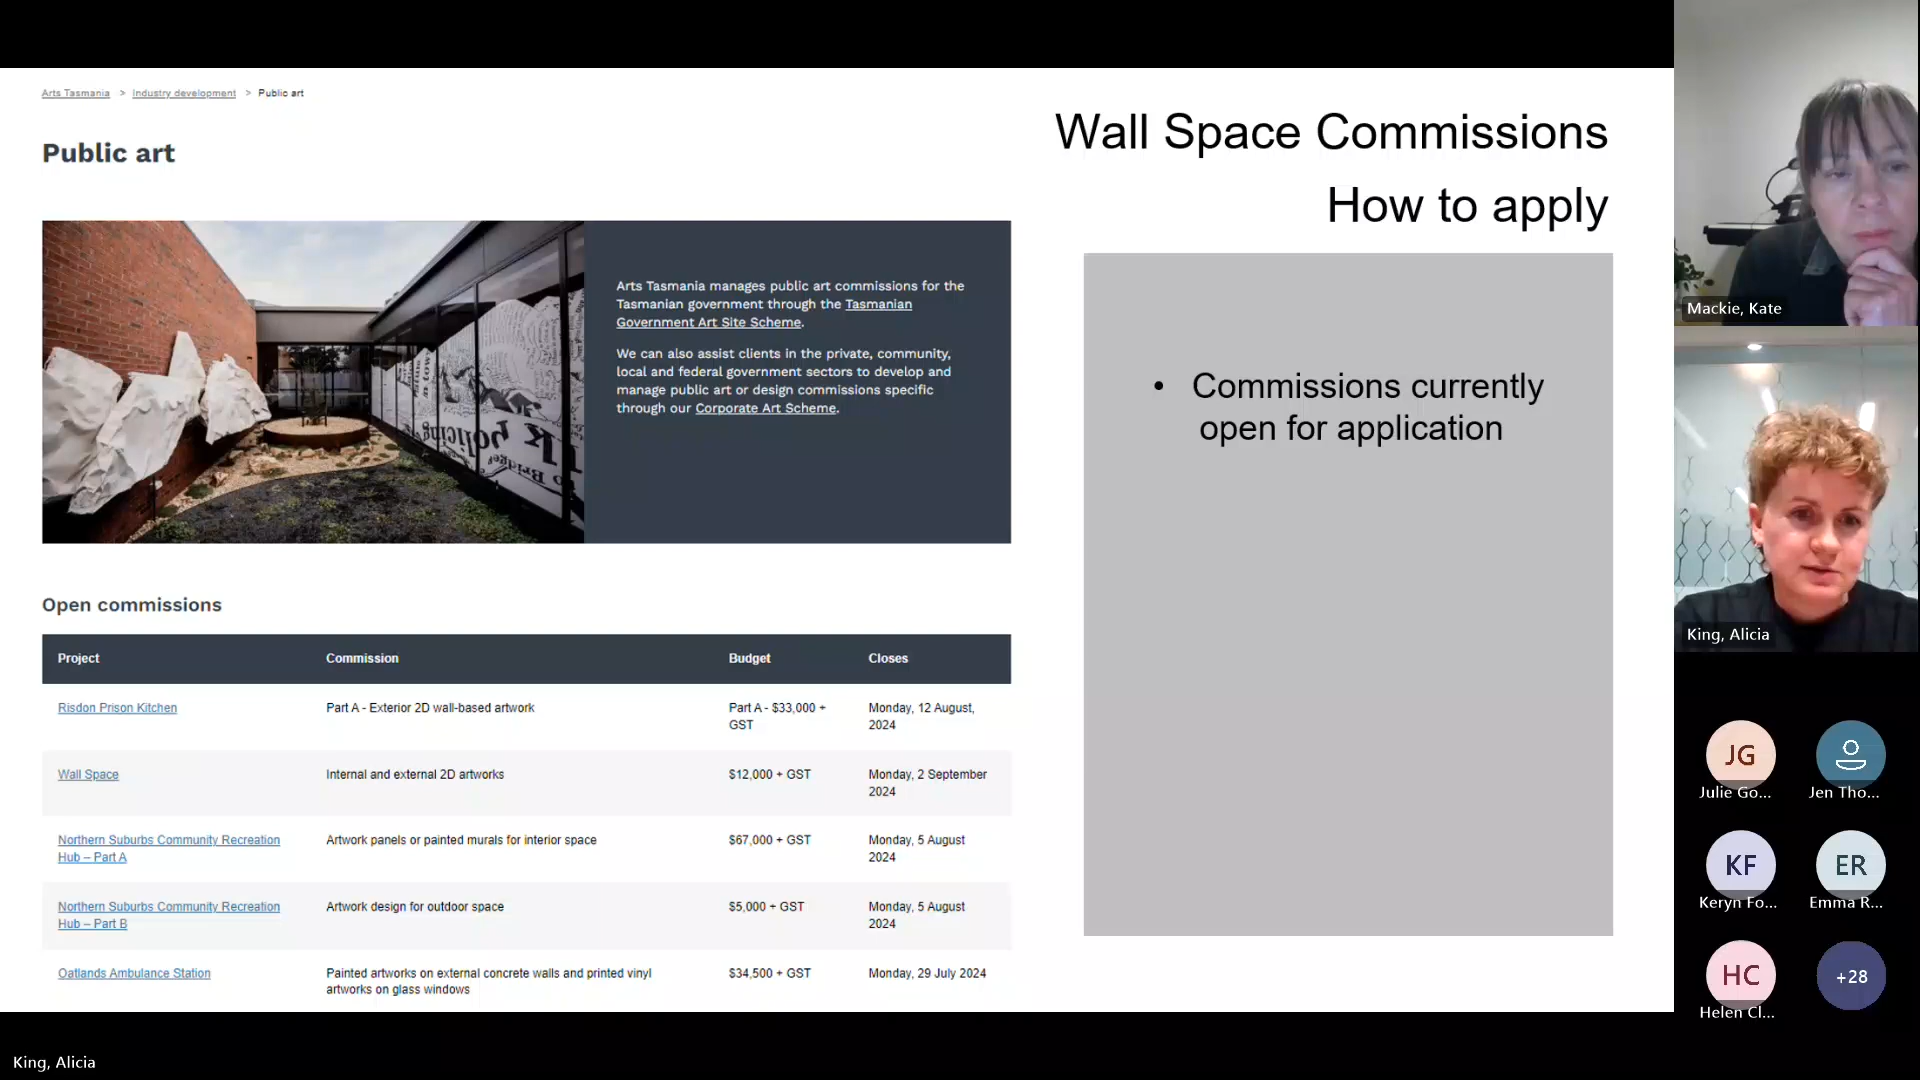 Arts Tasmania > Industry development > Public art
Public art
Arts Tasmania manages public art commissions for the
Tasmanian government through the Tasmanian
Government Art Site Scheme.
We can also assist clients in the private, community,
local and federal government sectors to develop and
manage public art or design commissions specific
through our Corporate Art Scheme.
Open commissions
Project Commission Budget Closes
Risdon Prison Kitchen Part A - Exterior 2D wall-based artwork Part A - $33,000 + Monday, 12 August,
GST 2024
Wall Space Internal and external 2D artworks $12,000 + GST Monday, 2 September
2024
Northern Suburbs Community Recreation Artwork panels or painted murals for interior space $67,000 + GST Monday, 5 August
Hub – Part A 2024
Northern Suburbs Community Recreation Artwork design for outdoor space $5,000 + GST Monday, 5 August
Hub – Part B 2024
Oatlands Ambulance Station Painted artworks on external concrete walls and printed vinyl $34,500 + GST Monday, 29 July 2024
artworks on glass windows
Wall Space Commissions
How to apply
• Commissions currently
open for application
Mackie, Kate
King, Alicia
JG
Julie Go...
Jen Tho...
KF
Keryn Fo...
ER
Emma R...
HC
Helen Cl...
+28
King, Alicia